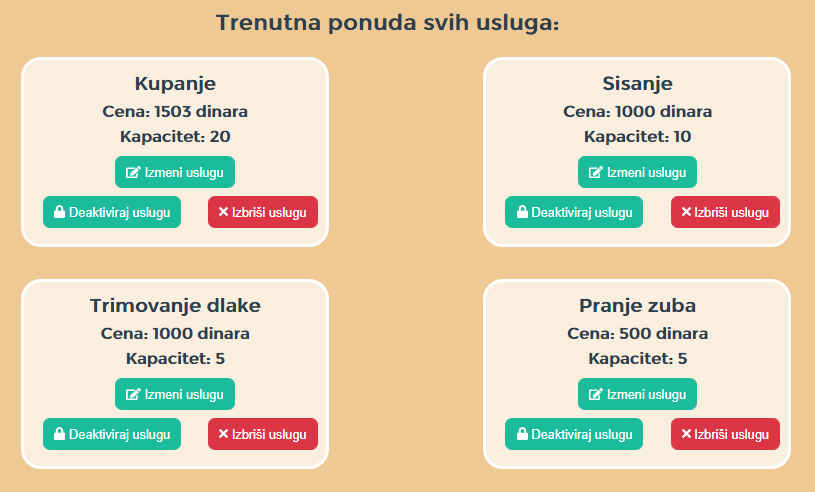 Trenutna ponuda svih usluga:
Kupanje
Cena: 1503 dinara
Kapacitet: 20
Izmeni uslugu
Deaktiviraj uslugu
Izbriši uslugu
Sisanje
Cena: 1000 dinara
Kapacitet: 10
Izmeni uslugu
Deaktiviraj uslugu
Izbriši uslugu
Trimovanje dlake
Cena: 1000 dinara
Kapacitet: 5
Izmeni uslugu
Deaktiviraj uslugu
Izbriši uslugu
Pranje zuba
Cena: 500 dinara
Kapacitet: 5
Izmeni uslugu
Deaktiviraj uslugu
Izbriši uslugu